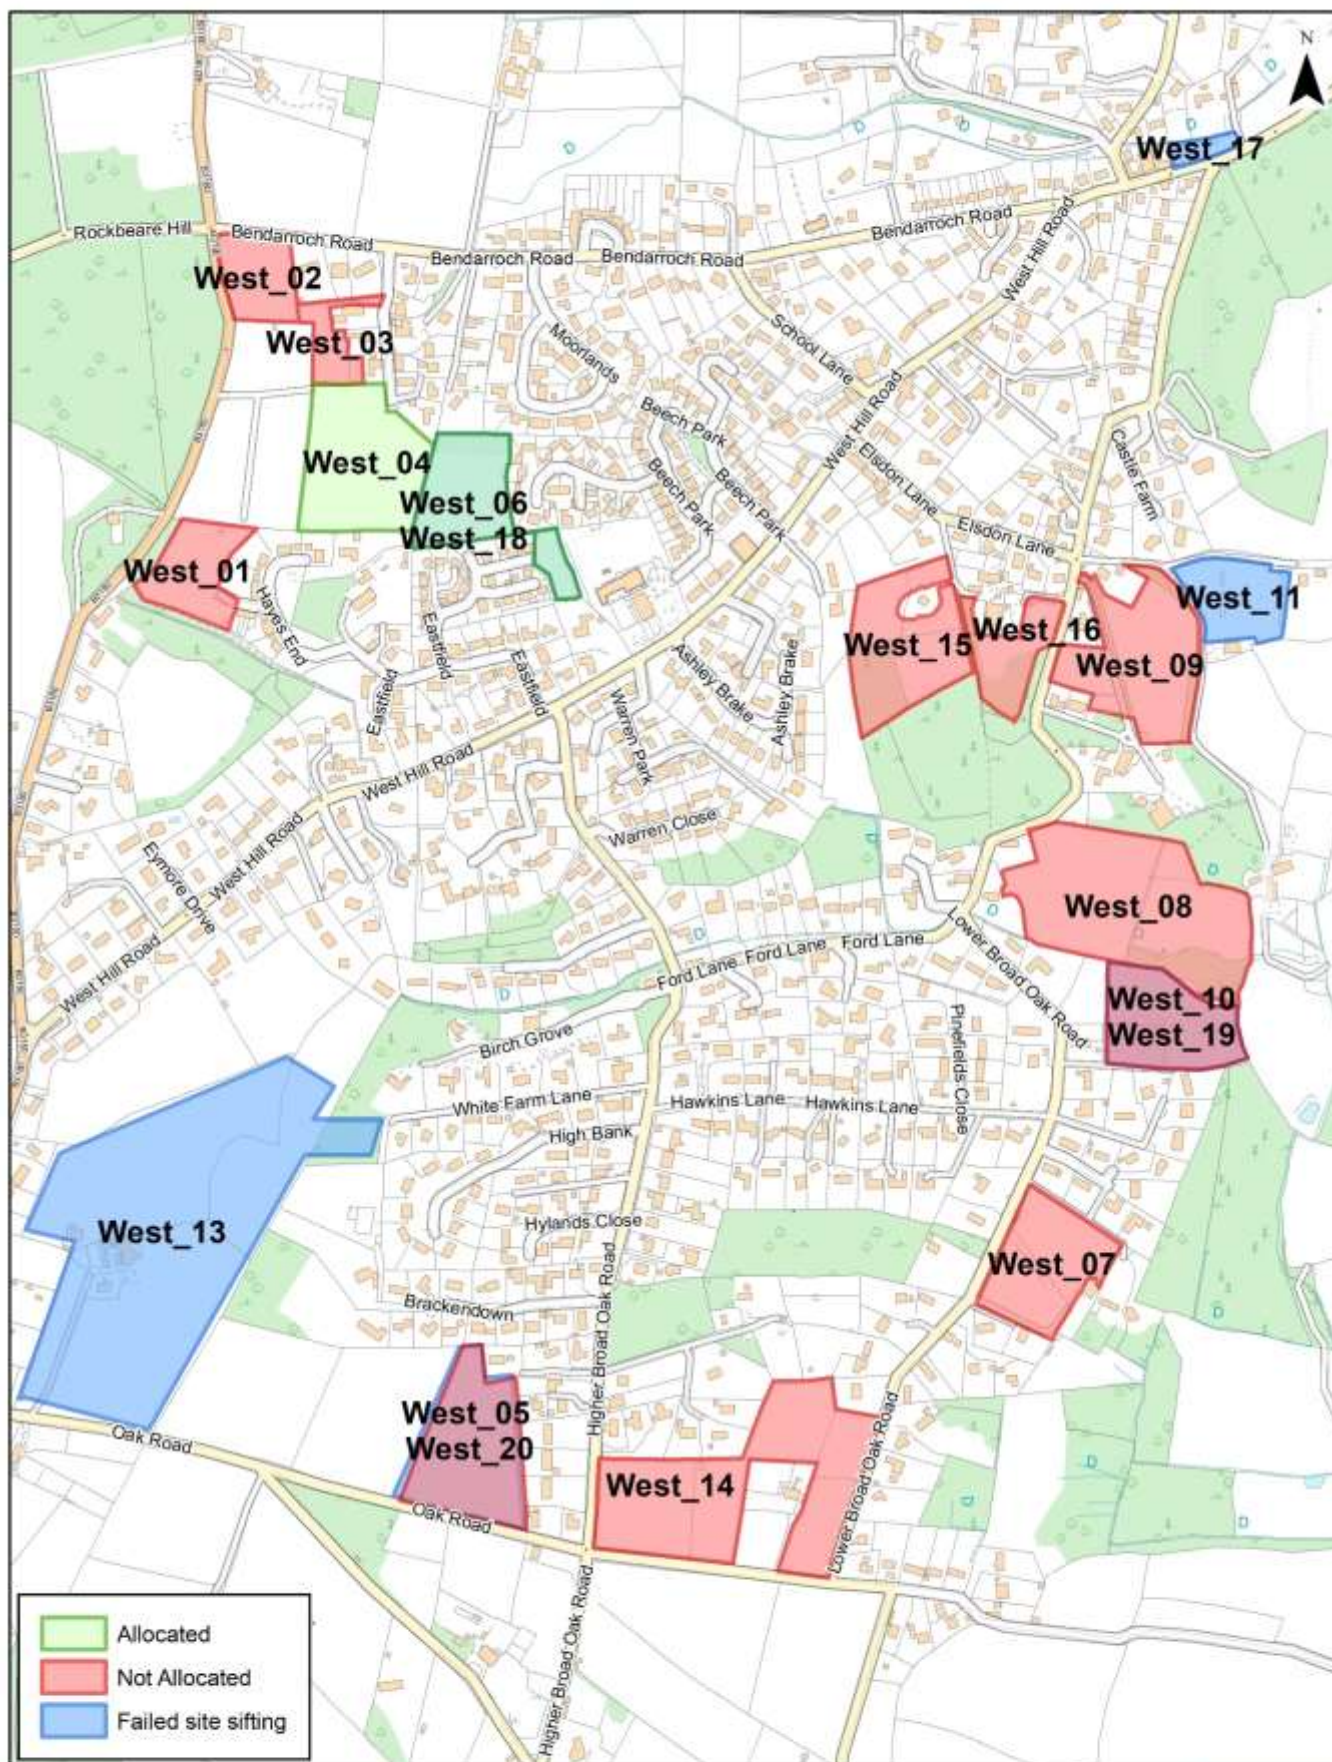 N
West_17
Rockbeare Hill
Bendarroch Road
Bendarroch Road
Bendarroch Road
Bendarroch Road
West Hill Road
West_02
West_03
Moorlands
School Lane
Beech Park
West Hill Road
Beech Park
Beech Park
Elsdon Lane
Elsdon Lane
Castle Farm
West_04
West_06
West_18
West_01
Hayes End
Eastfield
Eastfield
Eastfield
West_11
West_15
West_16
West_09
Ashley Brake
Ashley Brake
Warren Park
West Hill Road
Warren Close
West Hill Road
Eymore Drive
West_08
Lower Broad Oak Road
Ford Lane
Ford Lane
Ford Lane
West Hill Road
West_10
West_19
Birch Grove
Pinefields Close
White Farm Lane
Hawkins Lane
Hawkins Lane
High Bank
Hylands Close
West_13
West_07
Higher Broad Oak Road
Brackendown
West_05
West_20
Oak Road
Oak Road
West_14
Lower Broad Oak Road
Higher Broad Oak Road
Allocated
Not Allocated
Failed site sifting